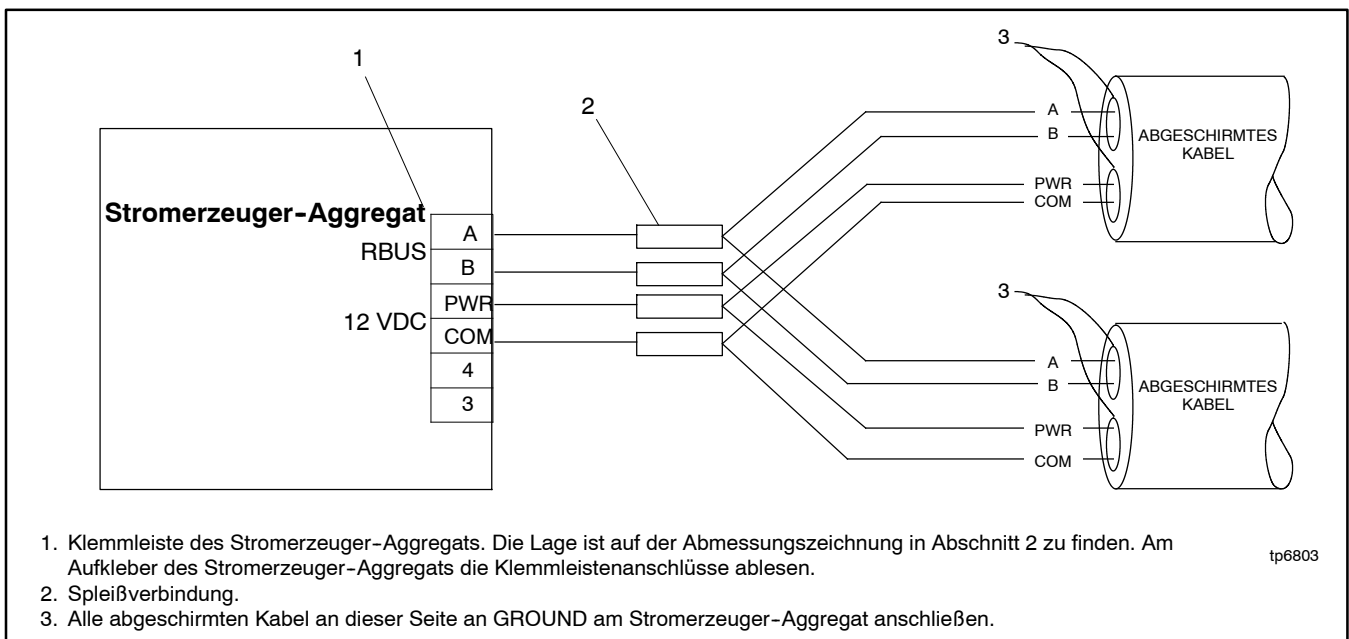 1
2
3
Stromerzeuger-Aggregat
RBUS
12 VDC
A
B
PWR
COM
4
3
A
B
PWR
COM
ABGESCHIRMTES
KABEL
3
A
B
PWR
COM
ABGESCHIRMTES
KABEL
1. Klemmleiste des Stromerzeuger-Aggregats. Die Lage ist auf der Abmessungszeichnung in Abschnitt 2 zu finden. Am
Aufkleber des Stromerzeuger-Aggregats die Klemmleistenanschlüsse ablesen.
2. Spleißverbindung.
3. Alle abgeschirmten Kabel an dieser Seite an GROUND am Stromerzeuger-Aggregat anschließen.
tp6803